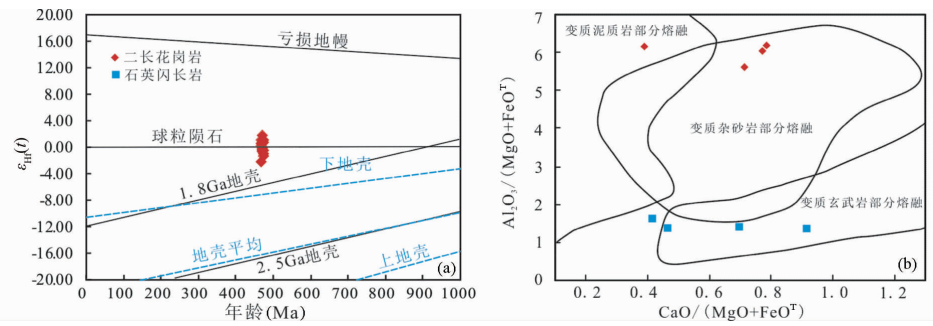 16.00
12.00
8.00
4.00
0.00
-4.00
-8.00
-12.00
-16.00
-20.00
εHf(t)
亏损地幔
二长花岗岩
石英闪长岩
球粒陨石
下地壳
1.8Ga地壳
地壳平均
2.5Ga地壳
上地壳
(a)
0 100 200 300 400 500 600 700 800 900 1000
年龄(Ma)
7
6
5
4
3
2
1
0
Al₂O₃/(MgO+FeOᵀ)
变质泥质岩部分熔融
变质杂砂岩部分熔融
变质玄武岩部分熔融
(b)
0.2 0.4 0.6 0.8 1.0 1.2
CaO/(MgO+FeOᵀ)